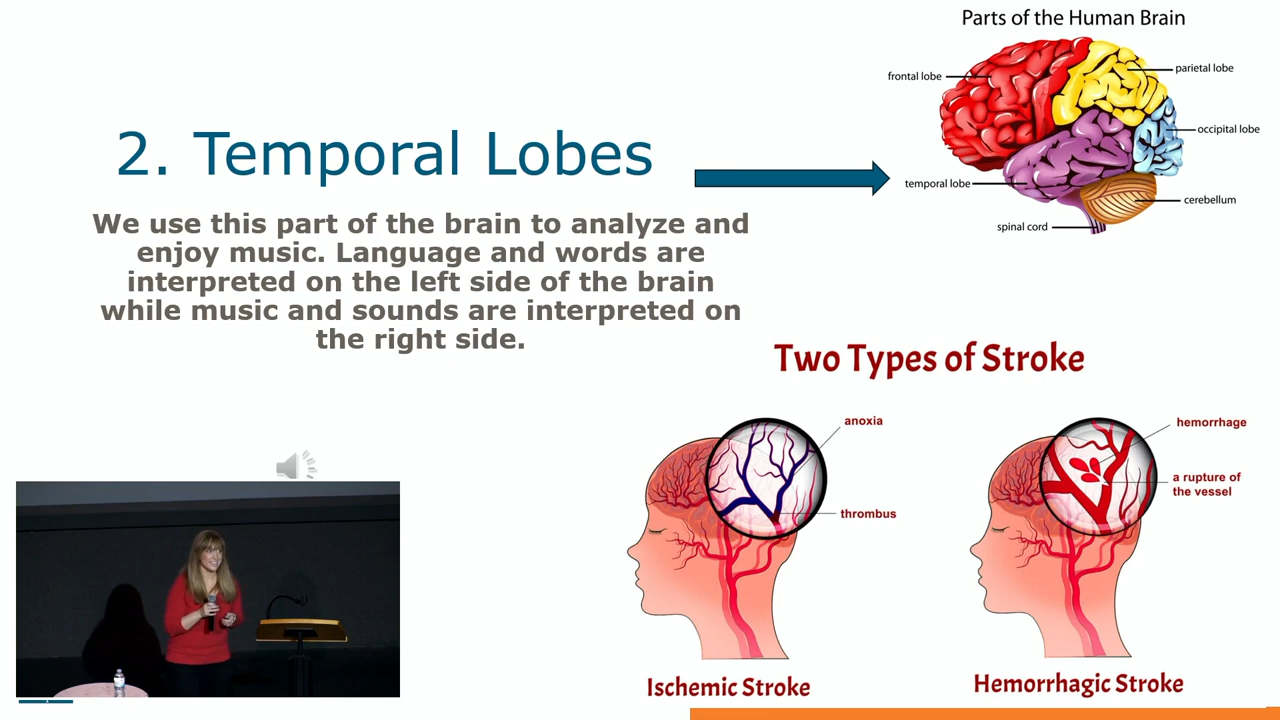 Parts of the Human Brain
frontal lobe
parietal lobe
occipital lobe
temporal lobe
cerebellum
spinal cord
2. Temporal Lobes
We use this part of the brain to analyze and
enjoy music. Language and words are
interpreted on the left side of the brain
while music and sounds are interpreted on
the right side.
Two Types of Stroke
anoxia
thrombus
Ischemic Stroke
hemorrhage
a rupture of
the vessel
Hemorrhagic Stroke